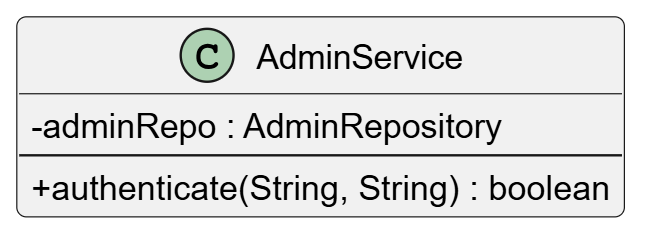 C AdminService
-adminRepo : AdminRepository
+authenticate(String, String) : boolean